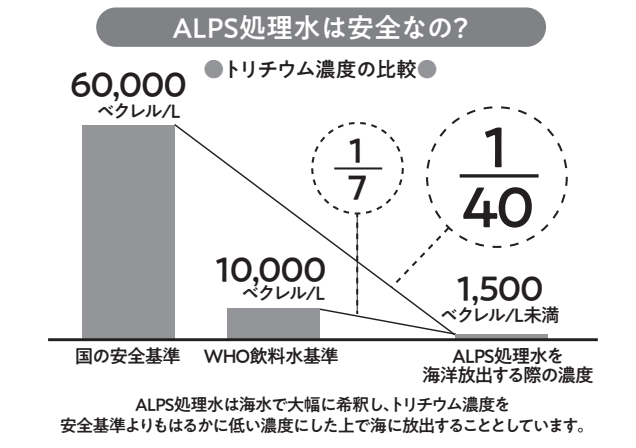 ALPS処理水は安全なの?
●トリチウム濃度の比較●
60,000
ベクレル/L
1
7
1
40
10,000
ベクレル/L
1,500
ベクレル/L未満
国の安全基準
WHO飲料水基準
ALPS処理水を
海洋放出する際の濃度
ALPS処理水は海水で大幅に希釈し、トリチウム濃度を
安全基準よりもはるかに低い濃度にした上で海に放出することとしています。